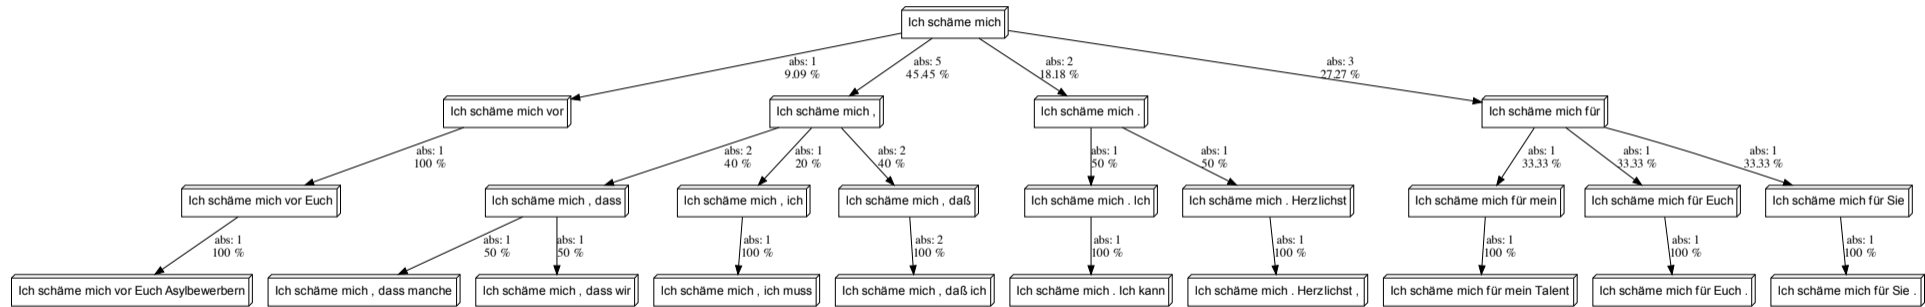 Ich schäme mich
abs: 1
9.09 %
abs: 5
45.45 %
abs: 2
18.18 %
abs: 3
27.27 %
Ich schäme mich vor
Ich schäme mich ,
Ich schäme mich .
Ich schäme mich für
abs: 1
100 %
abs: 2
40 %
abs: 1
20 %
abs: 2
40 %
abs: 1
50 %
abs: 1
50 %
abs: 1
33.33 %
abs: 1
33.33 %
abs: 1
33.33 %
Ich schäme mich vor Euch
Ich schäme mich , dass
Ich schäme mich , ich
Ich schäme mich , daß
Ich schäme mich . Ich
Ich schäme mich . Herzlichst
Ich schäme mich für mein
Ich schäme mich für Euch
Ich schäme mich für Sie
abs: 1
100 %
abs: 1
50 %
abs: 1
50 %
abs: 1
100 %
abs: 2
100 %
abs: 1
100 %
abs: 1
100 %
abs: 1
100 %
abs: 1
100 %
abs: 1
100 %
Ich schäme mich vor Euch Asylbewerbern
Ich schäme mich , dass manche
Ich schäme mich , dass wir
Ich schäme mich , ich muss
Ich schäme mich , daß ich
Ich schäme mich . Ich kann
Ich schäme mich . Herzlichst ,
Ich schäme mich für mein Talent
Ich schäme mich für Euch .
Ich schäme mich für Sie .